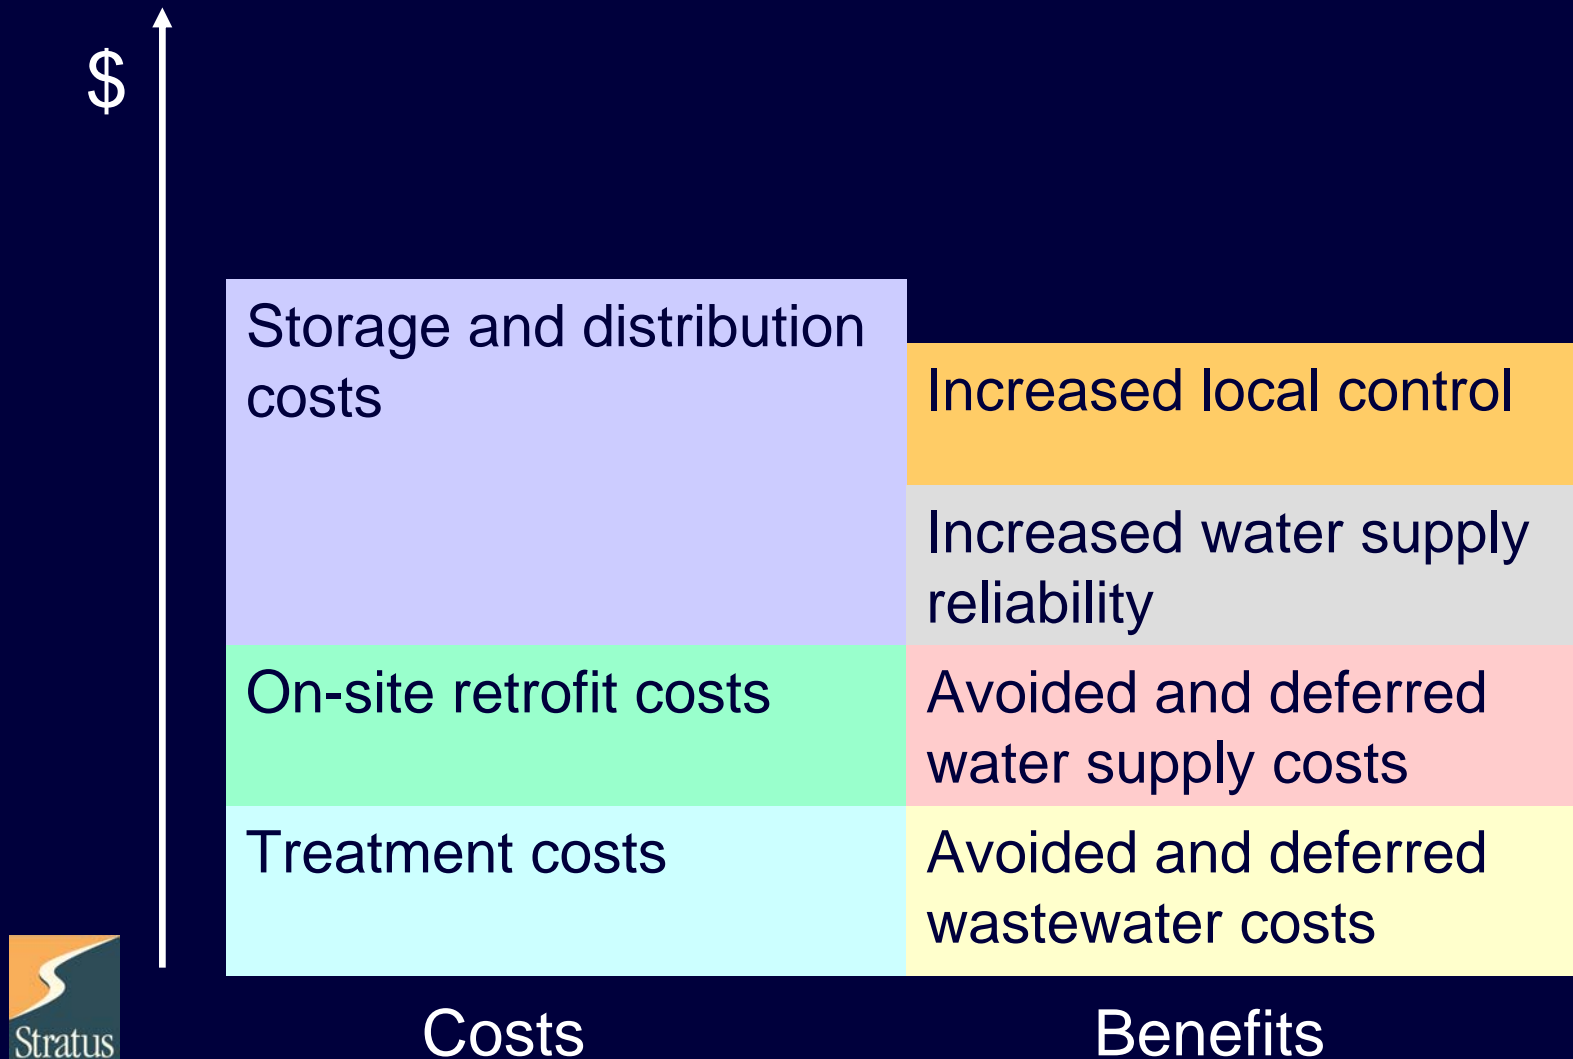 $
Storage and distribution
costs
Increased local control
Increased water supply
reliability
On-site retrofit costs
Avoided and deferred
water supply costs
Treatment costs
Avoided and deferred
wastewater costs
Stratus
Costs
Benefits